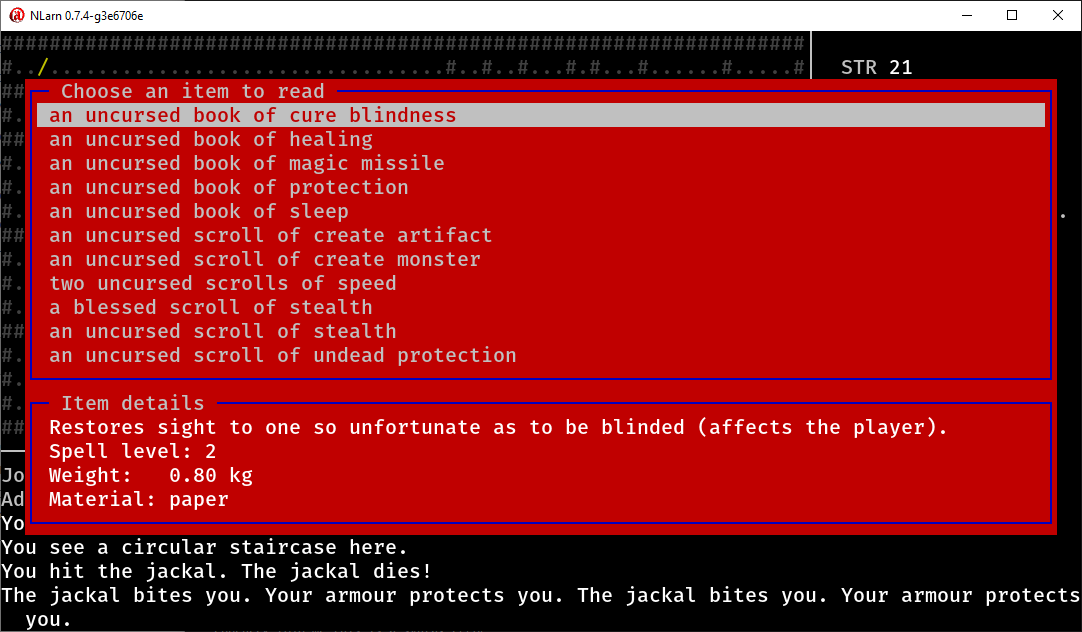 NLarn 0.7.4-g3e6706e
###################################################################
#../.................................#..#..#...#.#...#......#.....#
STR 21
## Choose an item to read
#. an uncursed book of cure blindness
## an uncursed book of healing
#. an uncursed book of magic missile
#. an uncursed book of protection
#. an uncursed book of sleep .
## an uncursed scroll of create artifact
#. an uncursed scroll of create monster
#. two uncursed scrolls of speed
#. a blessed scroll of stealth
## an uncursed scroll of stealth
#. an uncursed scroll of undead protection
#.
#. Item details
## Restores sight to one so unfortunate as to be blinded (affects the player).
Spell level: 2
Jo Weight: 0.80 kg
Ad Material: paper
Yo
You see a circular staircase here.
You hit the jackal. The jackal dies!
The jackal bites you. Your armour protects you. The jackal bites you. Your armour protects
you.